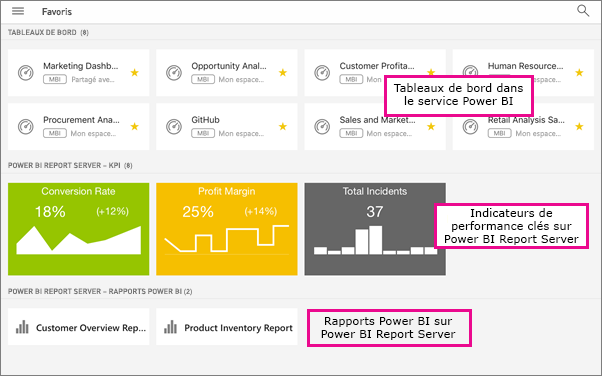 Favoris
TABLEAUX DE BORD (8)
Marketing Dashb...
MBI Partagé ave...
Opportunity Anal...
MBI Mon espace...
Customer Profita...
MBI Mon espace...
Human Resource...
MBI Mon espace...
Tableaux de bord dans
le service Power BI
Procurement Ana...
MBI Mon espace...
GitHub
MBI Mon espace...
Sales and Market...
MBI Mon espace...
Retail Analysis Sa...
MBI Mon espace...
POWER BI REPORT SERVER – KPI (8)
Conversion Rate
18% (+12%)
Profit Margin
25% (+14%)
Total Incidents
37
Indicateurs de
performance clés sur
Power BI Report Server
POWER BI REPORT SERVER – RAPPORTS POWER BI (2)
Customer Overview Rep...
Product Inventory Report
Rapports Power BI sur
Power BI Report Server